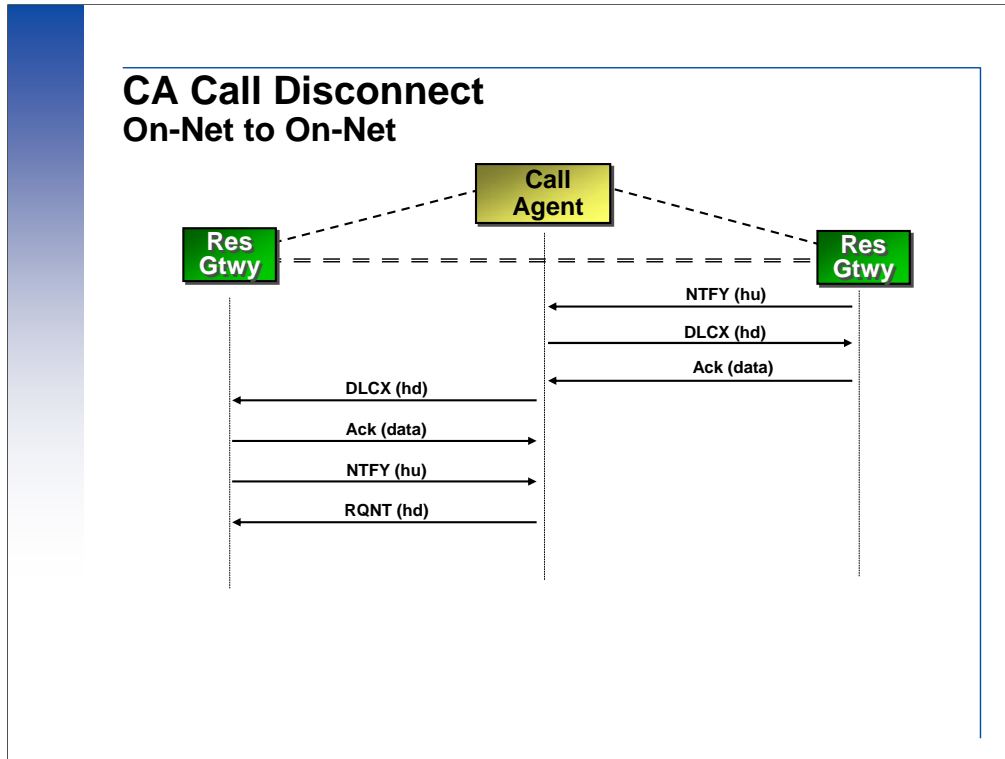 CA Call Disconnect
On-Net to On-Net
Call
Agent
Res
Gtwy
Res
Gtwy
NTFY (hu)
DLCX (hd)
Ack (data)
DLCX (hd)
Ack (data)
NTFY (hu)
RQNT (hd)